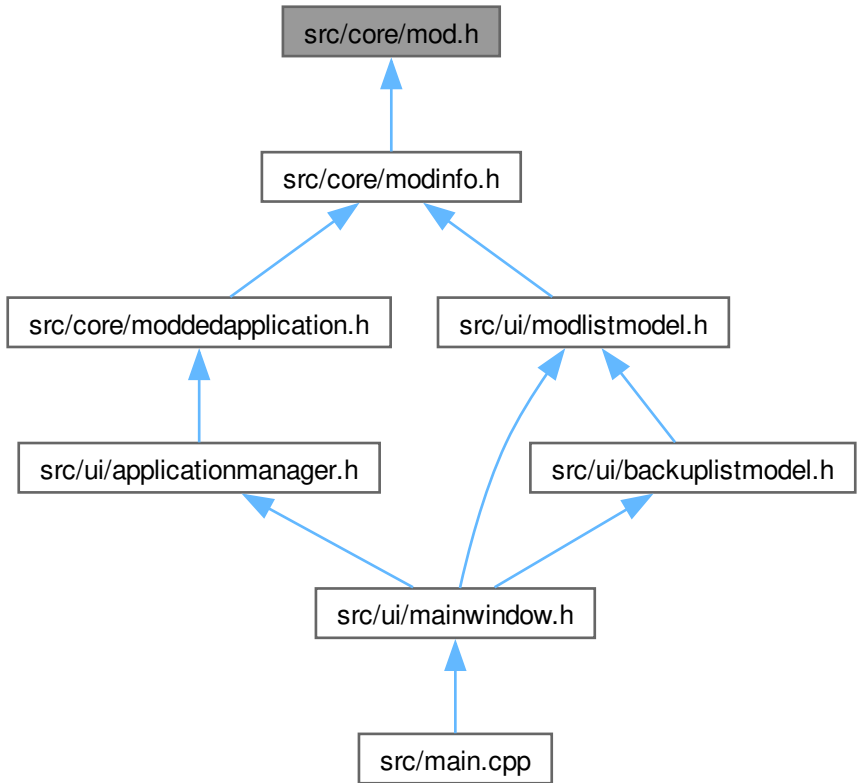 src/core/mod.h
src/core/modinfo.h
src/core/moddedapplication.h
src/ui/modlistmodel.h
src/ui/applicationmanager.h
src/ui/backuplistmodel.h
src/ui/mainwindow.h
src/main.cpp